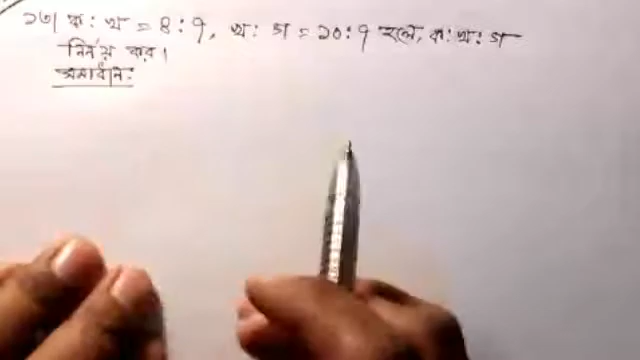 ১৩। ক : খ = ৪ : ৭, খ : গ = ১০ : ৭ হলে, ক : খ : গ
নির্ণয় কর।
সমাধান: